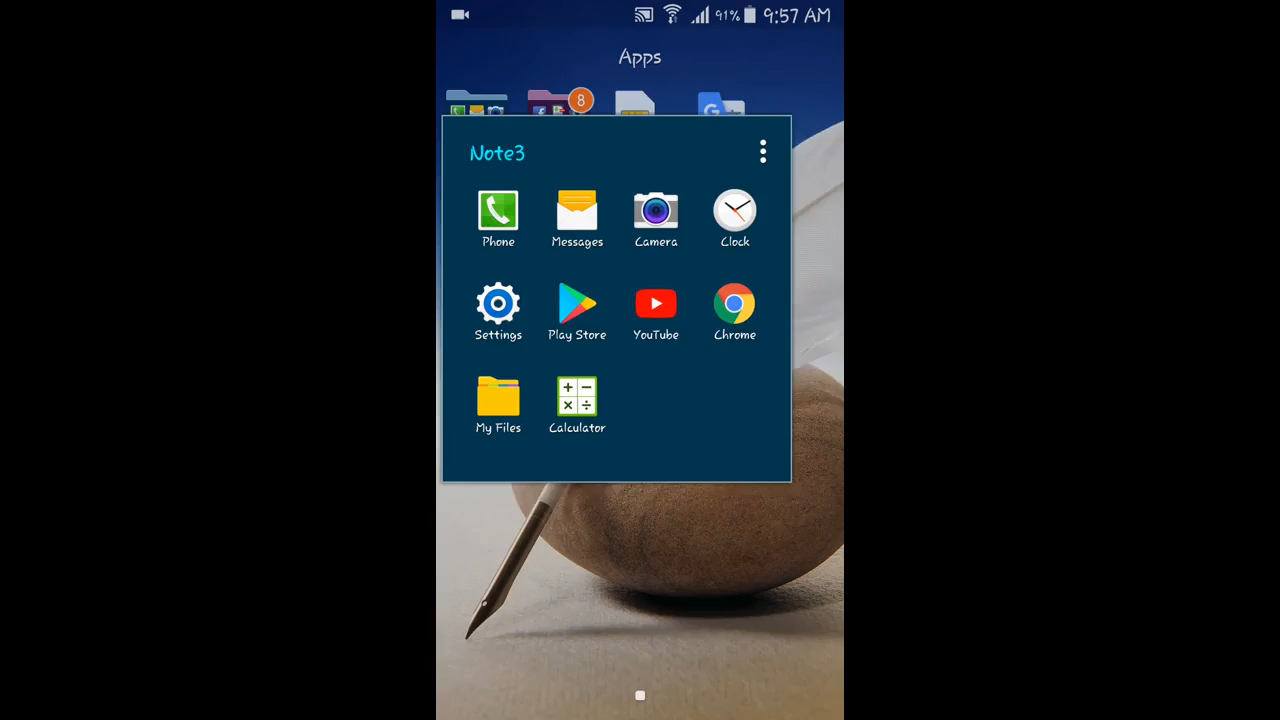 91% 9:57 AM
Apps
8
G
Note3
Phone Messages Camera Clock
Settings Play Store YouTube Chrome
My Files Calculator